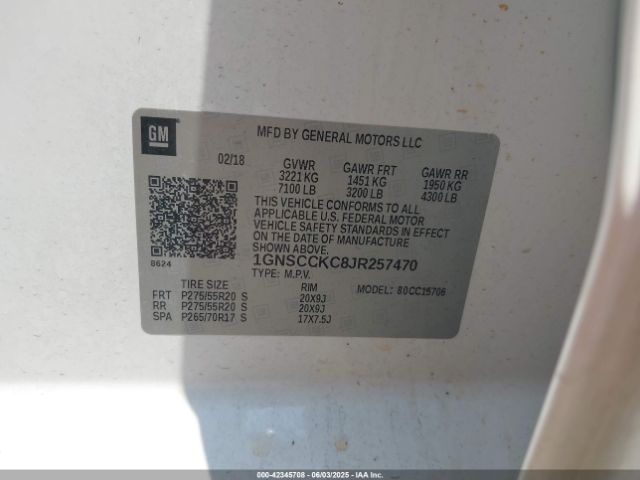 GM
MFD BY GENERAL MOTORS LLC
02/18 GVWR GAWR FRT GAWR RR
3221 KG 1451 KG 1950 KG
7100 LB 3200 LB 4300 LB
THIS VEHICLE CONFORMS TO ALL
APPLICABLE U.S. FEDERAL MOTOR
VEHICLE SAFETY STANDARDS IN EFFECT
ON THE DATE OF MANUFACTURE
SHOWN ABOVE.
8624
1GNSCCKC8JR257470
TYPE: M.P.V. MODEL: 80CC15706
TIRE SIZE RIM
FRT P275/55R20 S 20X9J
RR P275/55R20 S 20X9J
SPA P265/70R17 S 17X7.5J
000-42345708 - 06/03/2025 - IAAI.COM